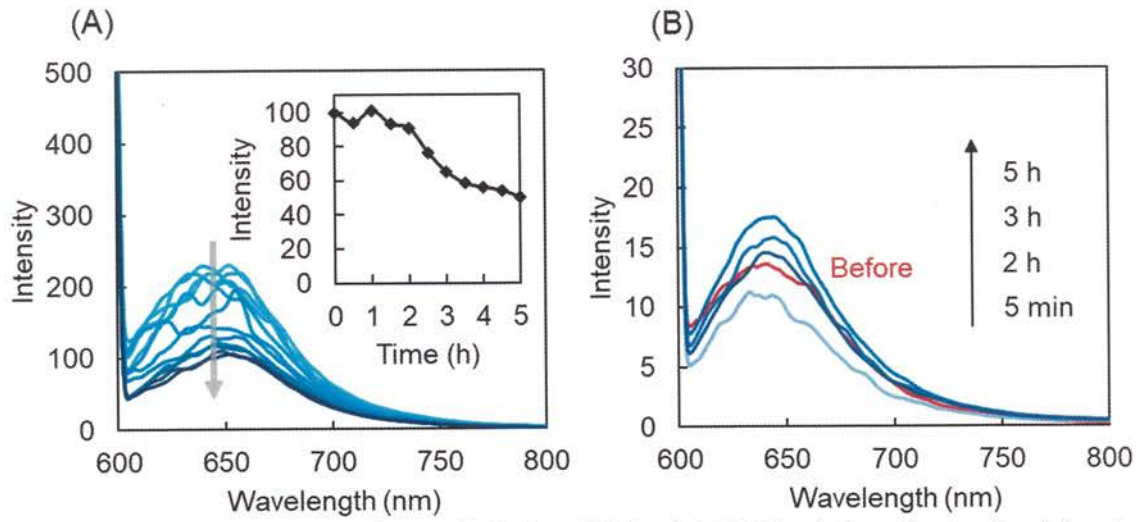 (A)
500
400
300
200
100
0
Intensity
600 650 700 750 800
Wavelength (nm)
100
80
60
40
20
0
Intensity
0 1 2 3 4 5
Time (h)
(B)
30
25
20
15
10
5
0
Intensity
600 650 700 750 800
Wavelength (nm)
Before
5 h
3 h
2 h
5 min